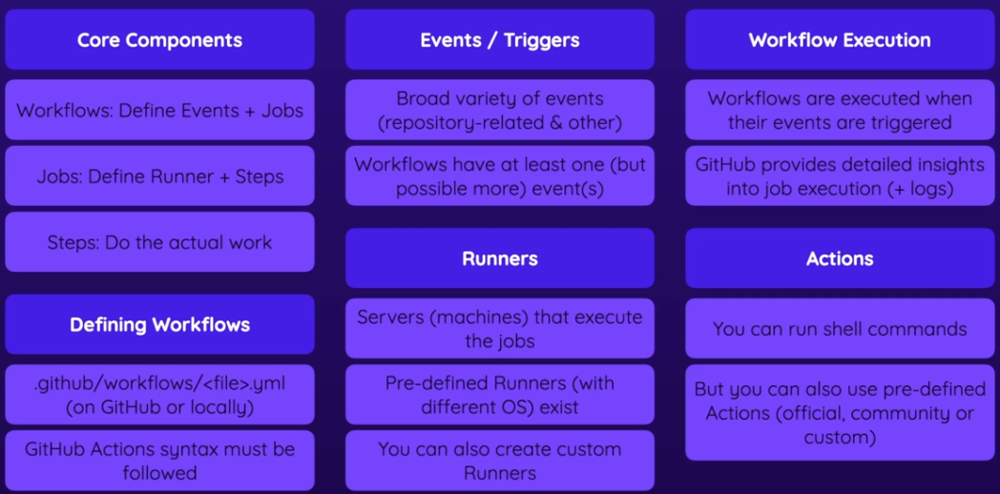 Core Components
Workflows: Define Events + Jobs
Jobs: Define Runner + Steps
Steps: Do the actual work
Defining Workflows
.github/workflows/<file>.yml
(on GitHub or locally)
GitHub Actions syntax must be
followed
Events / Triggers
Broad variety of events
(repository-related & other)
Workflows have at least one (but
possible more) event(s)
Runners
Servers (machines) that execute
the jobs
Pre-defined Runners (with
different OS) exist
You can also create custom
Runners
Workflow Execution
Workflows are executed when
their events are triggered
GitHub provides detailed insights
into job execution (+ logs)
Actions
You can run shell commands
But you can also use pre-defined
Actions (official, community or
custom)